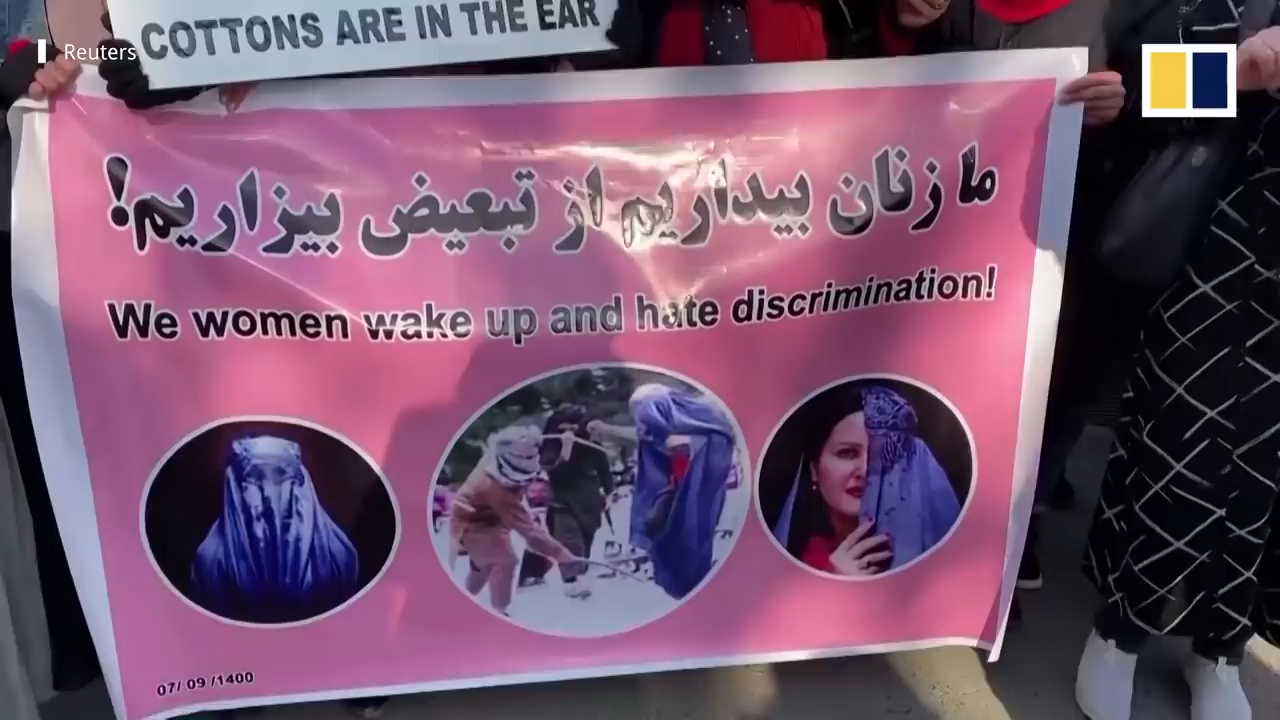 COTTONS ARE IN THE EAR
Reuters
ما زنان بیداریم از تبعیض بیزاریم!
We women wake up and hate discrimination!
07/ 09 /1400